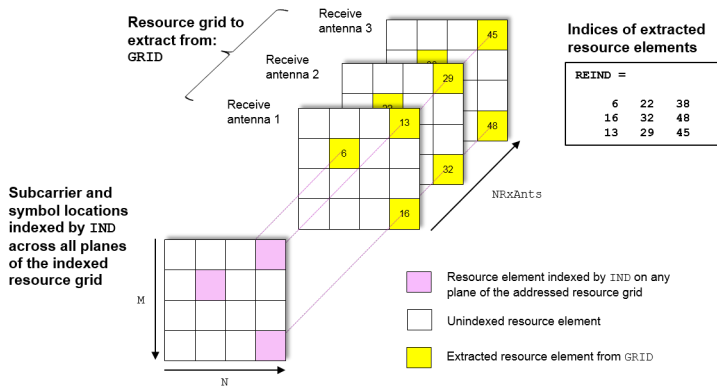 Resource grid to
extract from:
GRID
Receive
antenna 3
Receive
antenna 2
Receive
antenna 1
45
29
13
6
48
32
16
NRxAnts
Indices of extracted
resource elements
REIND =
6 22 38
16 32 48
13 29 45
Subcarrier and
symbol locations
indexed by IND
across all planes
of the indexed
resource grid
M
N
Resource element indexed by IND on any
plane of the addressed resource grid
Unindexed resource element
Extracted resource element from GRID